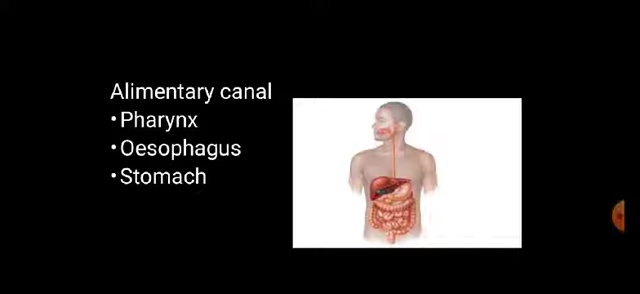 Alimentary canal
•Pharynx
•Oesophagus
•Stomach